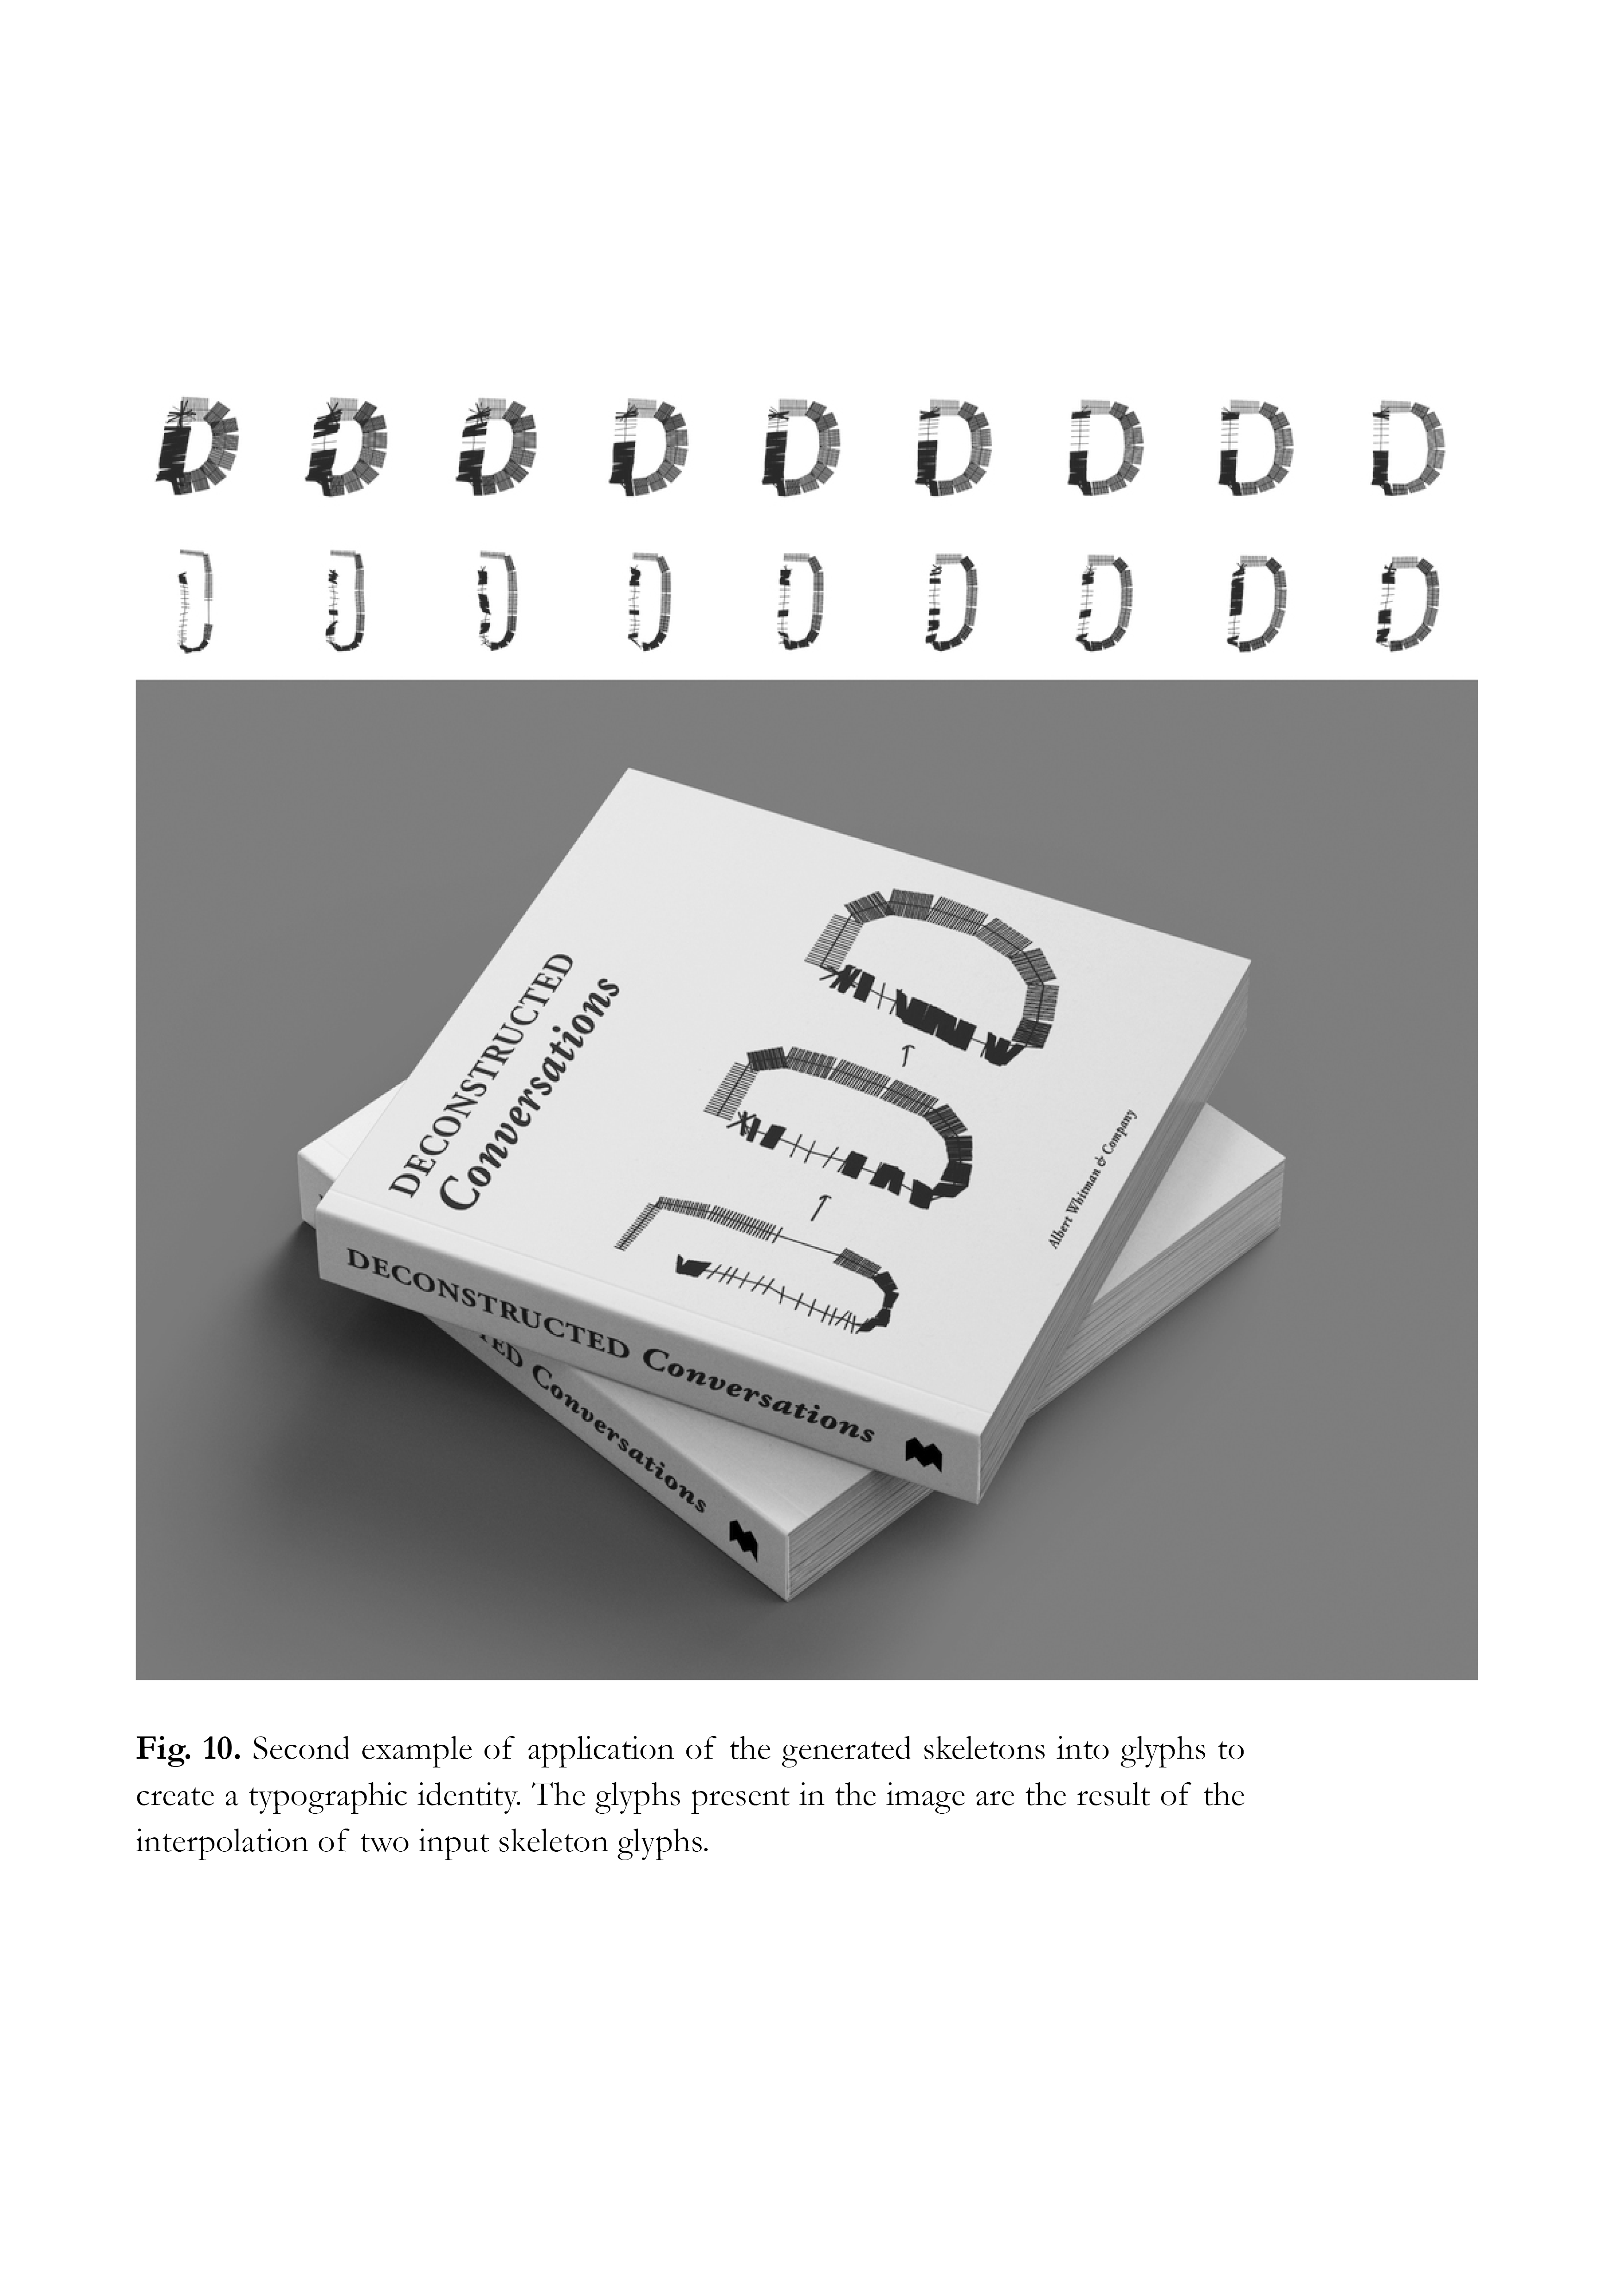 DECONSTRUCTED
Conversations
Albert Whitman & Company
DECONSTRUCTED Conversations
TED Conversations
Fig. 10. Second example of application of the generated skeletons into glyphs to
create a typographic identity. The glyphs present in the image are the result of the
interpolation of two input skeleton glyphs.